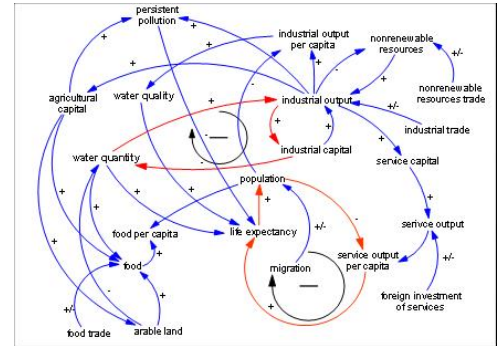 persistent
pollution
industrial output
per capita
nonrenewable
resources
+
+
+
-
+
+/-
agricultural
capital
water quality
industrial output
nonrenewable
resources trade
+
+
+/-
industrial trade
water quantity
industrial capital
service capital
population
food per capita
life expectancy
serivce output
+
+
+
+
-
+/-
food
migration
service output
per capita
+/-
+
+
+
food trade
arable land
foreign investment
of services